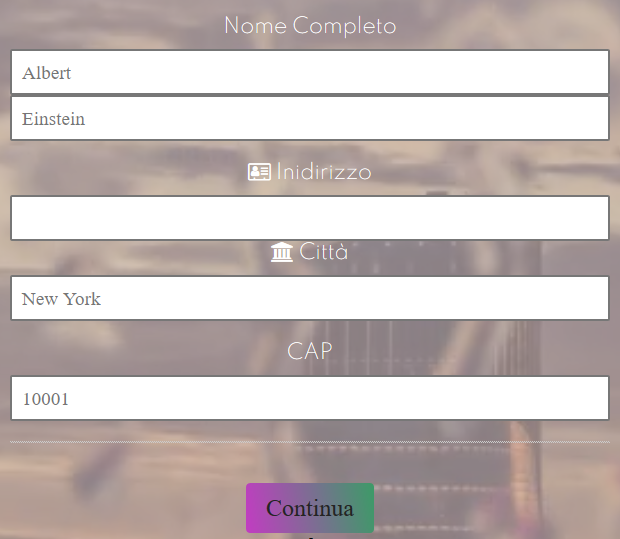 Nome Completo
Albert
Einstein
Inidirizzo
Città
New York
CAP
10001
Continua